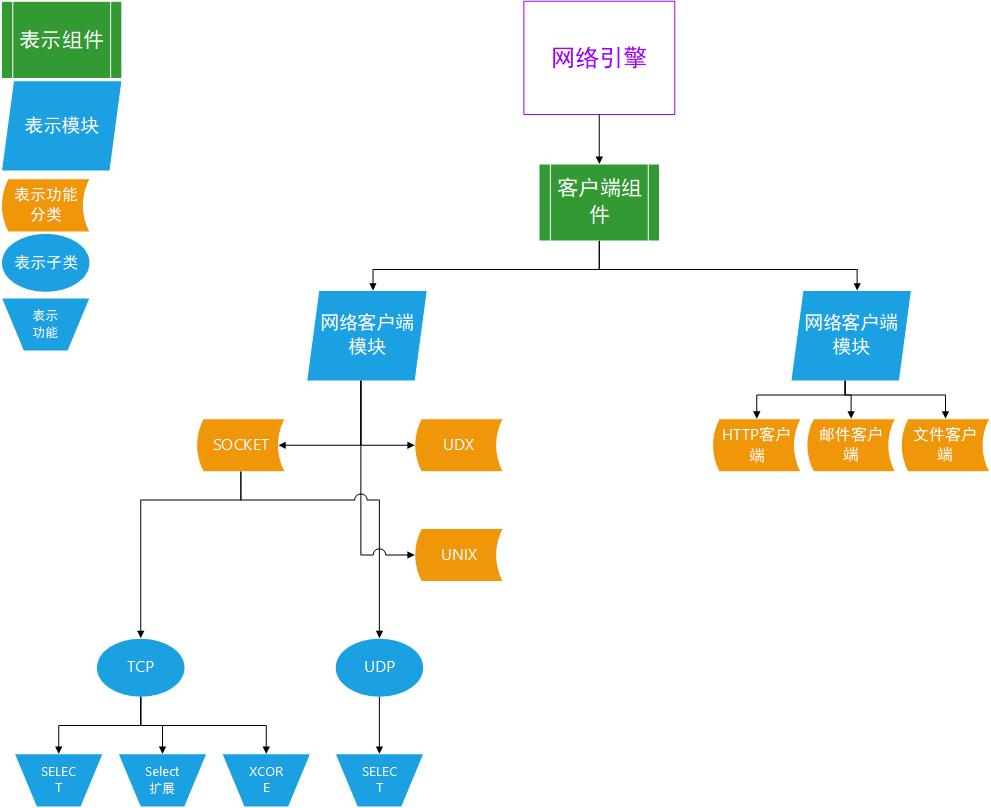 表示组件
表示模块
表示功能
分类
表示子类
表示
功能
网络引擎
客户端组
件
网络客户端
模块
网络客户端
模块
SOCKET
UDX
UNIX
HTTP客户
端
邮件客户
端
文件客户
端
TCP
UDP
SELEC
T
Select
扩展
XCOR
E
SELEC
T